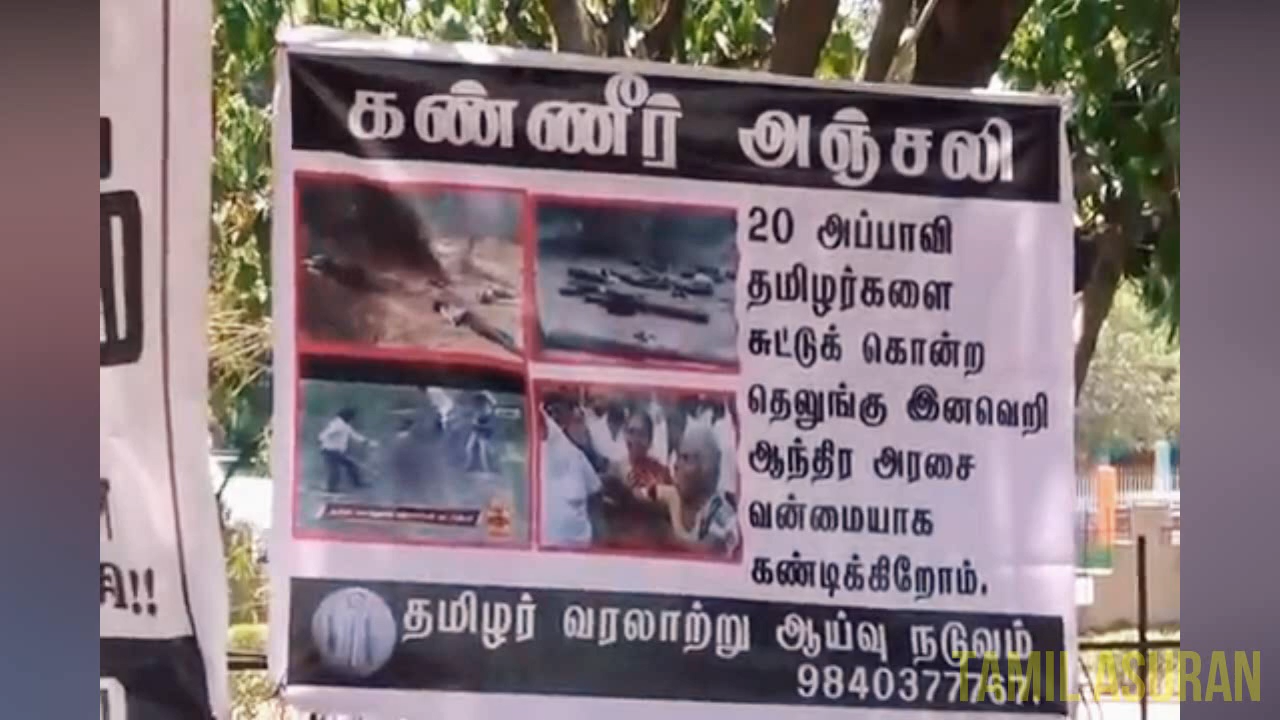 கண்ணீர் அஞ்சலி
20 அப்பாவி
தமிழர்களை
சுட்டுக் கொன்ற
தெலுங்கு இனவெறி
ஆந்திர அரசை
வன்மையாக
கண்டிக்கிறோம்.
தமிழர் வரலாற்று ஆய்வு நடுவம்
9840377767.
TAMIL ASURAN